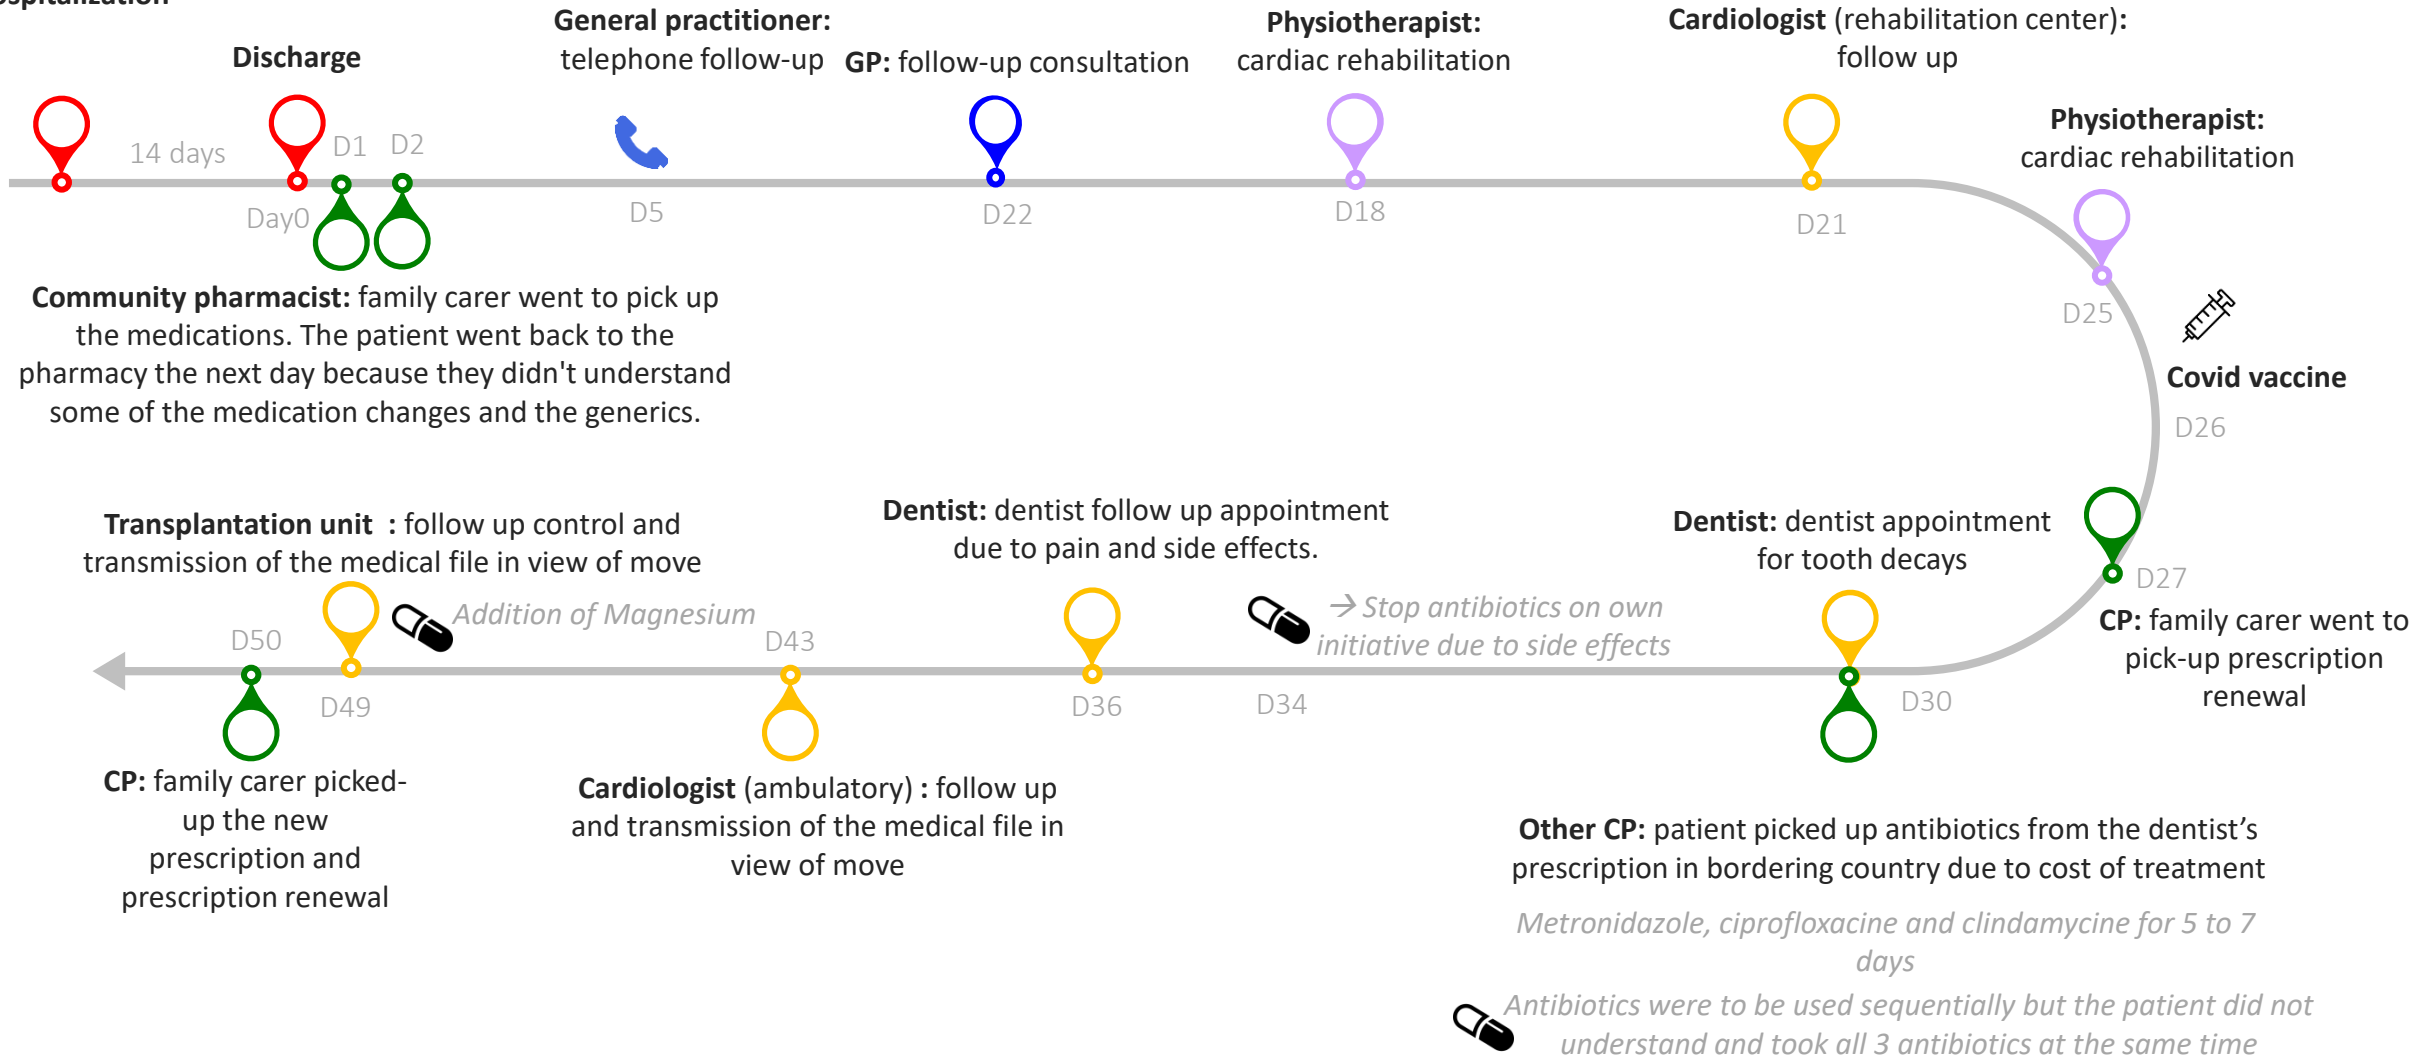 Discharge
General practitioner:
telephone follow-up
GP: follow-up consultation
Physiotherapist:
cardiac rehabilitation
Cardiologist (rehabilitation center):
follow up
Physiotherapist:
cardiac rehabilitation
14 days
D1
D2
Day0
D5
D22
D18
D21
D25
Community pharmacist: family carer went to pick up
the medications. The patient went back to the
pharmacy the next day because they didn't understand
some of the medication changes and the generics.
Covid vaccine
D26
Transplantation unit : follow up control and
transmission of the medical file in view of move
Addition of Magnesium
Dentist: dentist follow up appointment
due to pain and side effects.
→ Stop antibiotics on own
initiative due to side effects
Dentist: dentist appointment
for tooth decays
D27
CP: family carer went to
pick-up prescription
renewal
D50
D49
D43
D36
D34
D30
CP: family carer picked-
up the new
prescription and
prescription renewal
Cardiologist (ambulatory) : follow up
and transmission of the medical file in
view of move
Other CP: patient picked up antibiotics from the dentist’s
prescription in bordering country due to cost of treatment
Metronidazole, ciprofloxacine and clindamycine for 5 to 7
days
Antibiotics were to be used sequentially but the patient did not
understand and took all 3 antibiotics at the same time